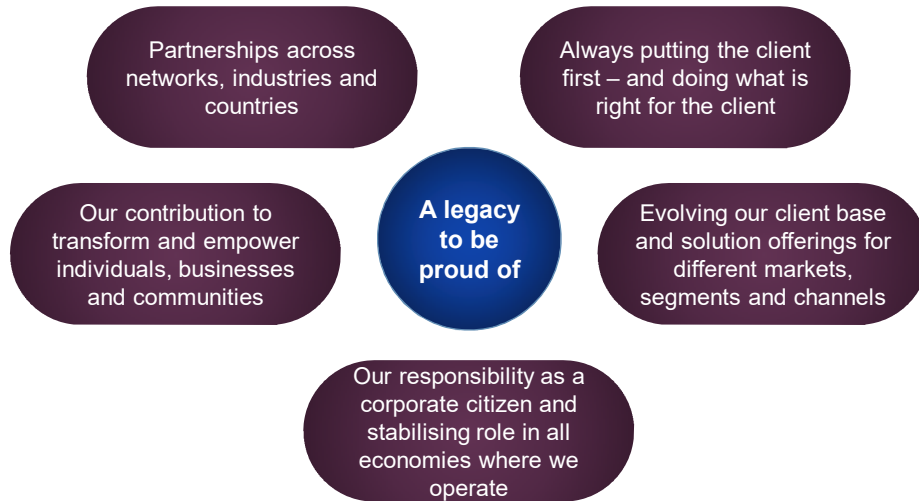 Partnerships across
networks, industries and
countries
Always putting the client
first – and doing what is
right for the client
Our contribution to
transform and empower
individuals, businesses
and communities
A legacy
to be
proud of
Evolving our client base
and solution offerings for
different markets,
segments and channels
Our responsibility as a
corporate citizen and
stabilising role in all
economies where we
operate